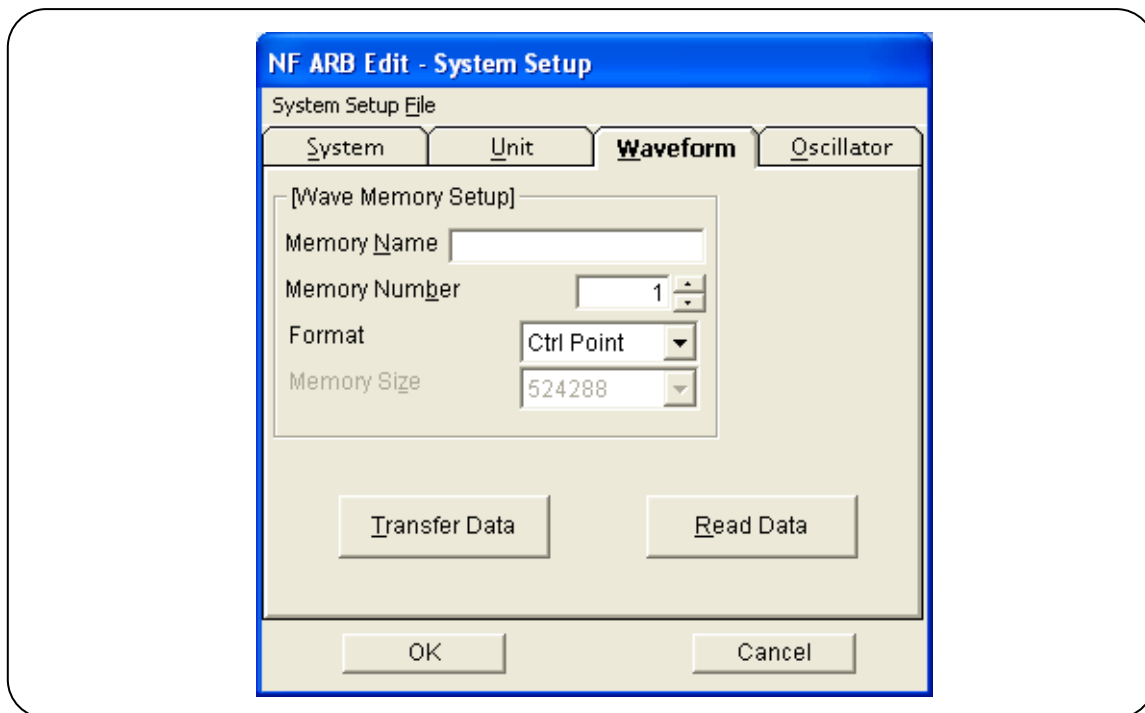 NF ARB Edit - System Setup
System Setup File
System Unit Waveform Oscillator
[Wave Memory Setup]
Memory Name
Memory Number 1
Format Ctrl Point
Memory Size 524288
Transfer Data Read Data
OK Cancel